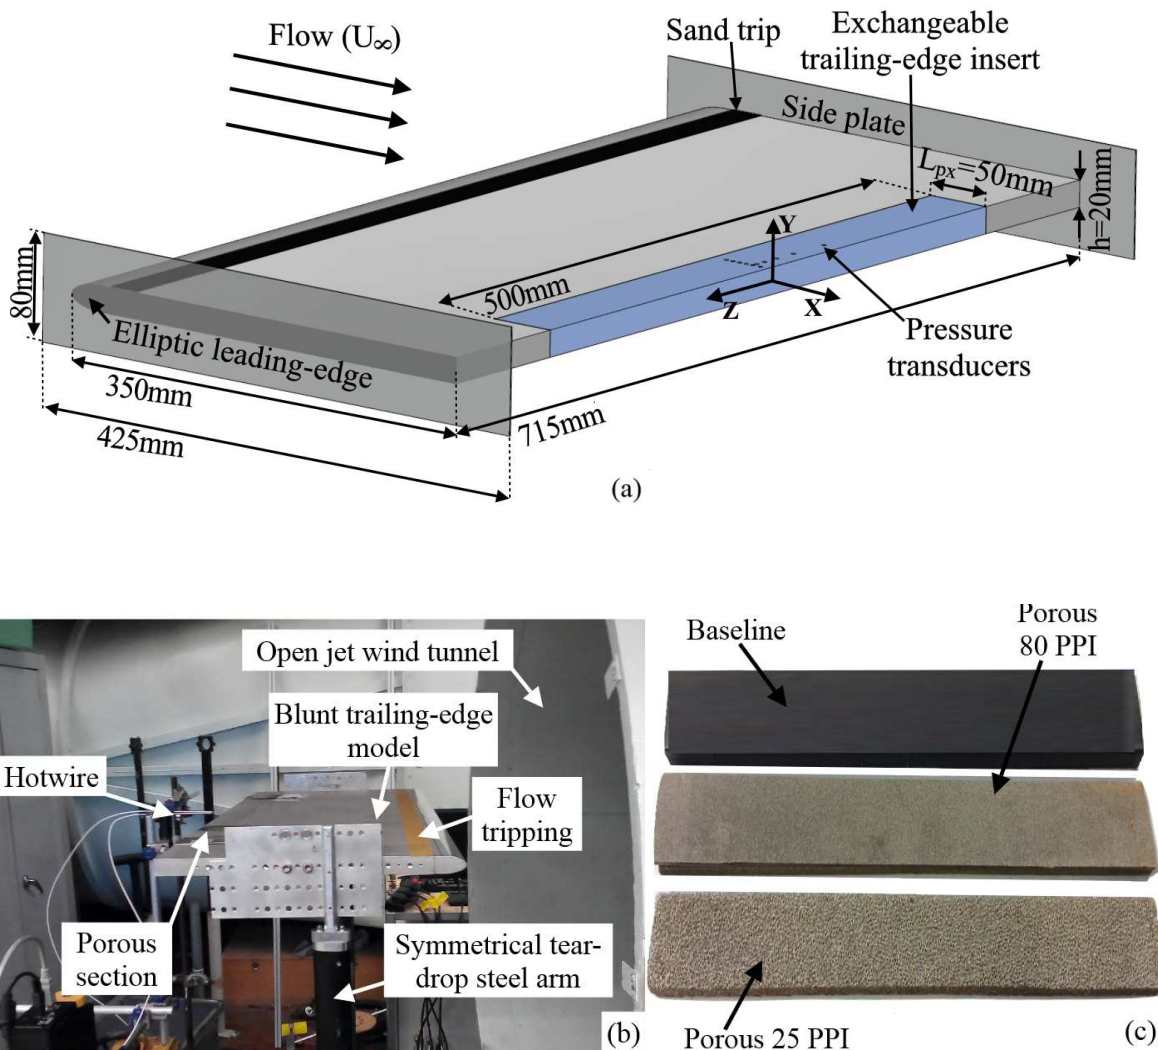 Flow (U∞)
Sand trip
Exchangeable
trailing-edge insert
Side plate
Lpx=50mm
h=20mm
80mm
500mm
Y
Z
X
Elliptic leading-edge
Pressure
transducers
350mm
425mm
715mm
(a)
Open jet wind tunnel
Blunt trailing-edge
model
Hotwire
Flow
tripping
Porous
section
Symmetrical tear-
drop steel arm
(b)
Baseline
Porous
80 PPI
Porous 25 PPI
(c)